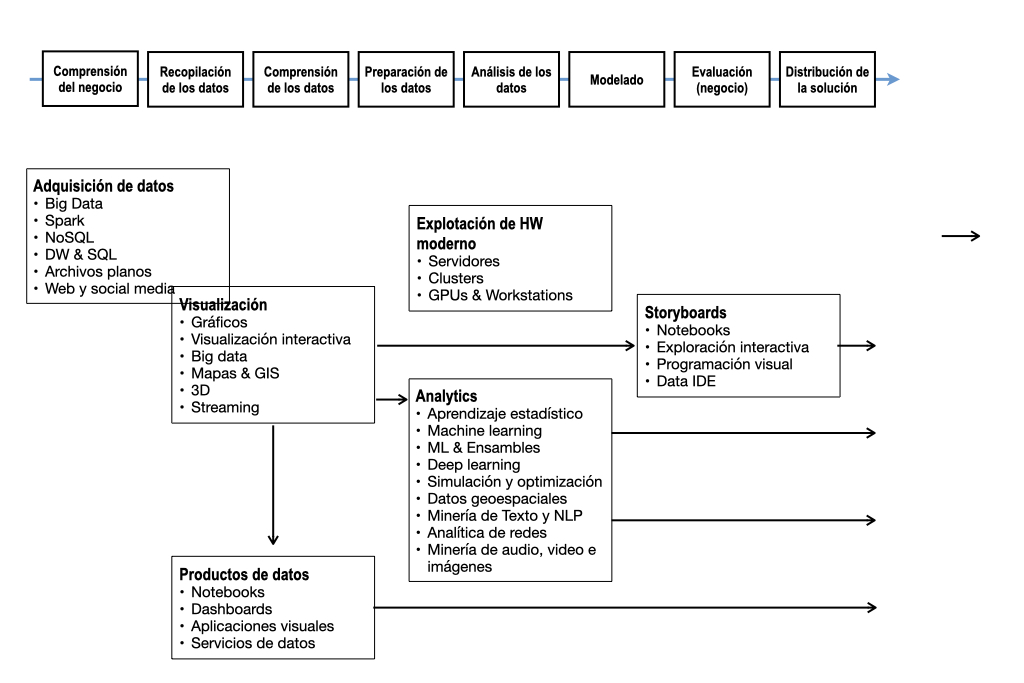 Comprensión
del negocio
Recopilación
de los datos
Comprensión
de los datos
Preparación de
los datos
Análisis de los
datos
Modelado
Evaluación
(negocio)
Distribución de
la solución
Adquisición de datos
• Big Data
• Spark
• NoSQL
• DW & SQL
• Archivos planos
• Web y social media
Visualización
• Gráficos
• Visualización interactiva
• Big data
• Mapas & GIS
• 3D
• Streaming
Explotación de HW
moderno
• Servidores
• Clusters
• GPUs & Workstations
Storyboards
• Notebooks
• Exploración interactiva
• Programación visual
• Data IDE
Analytics
• Aprendizaje estadístico
• Machine learning
• ML & Ensambles
• Deep learning
• Simulación y optimización
• Datos geoespaciales
• Minería de Texto y NLP
• Analítica de redes
• Minería de audio, video e
imágenes
Productos de datos
• Notebooks
• Dashboards
• Aplicaciones visuales
• Servicios de datos